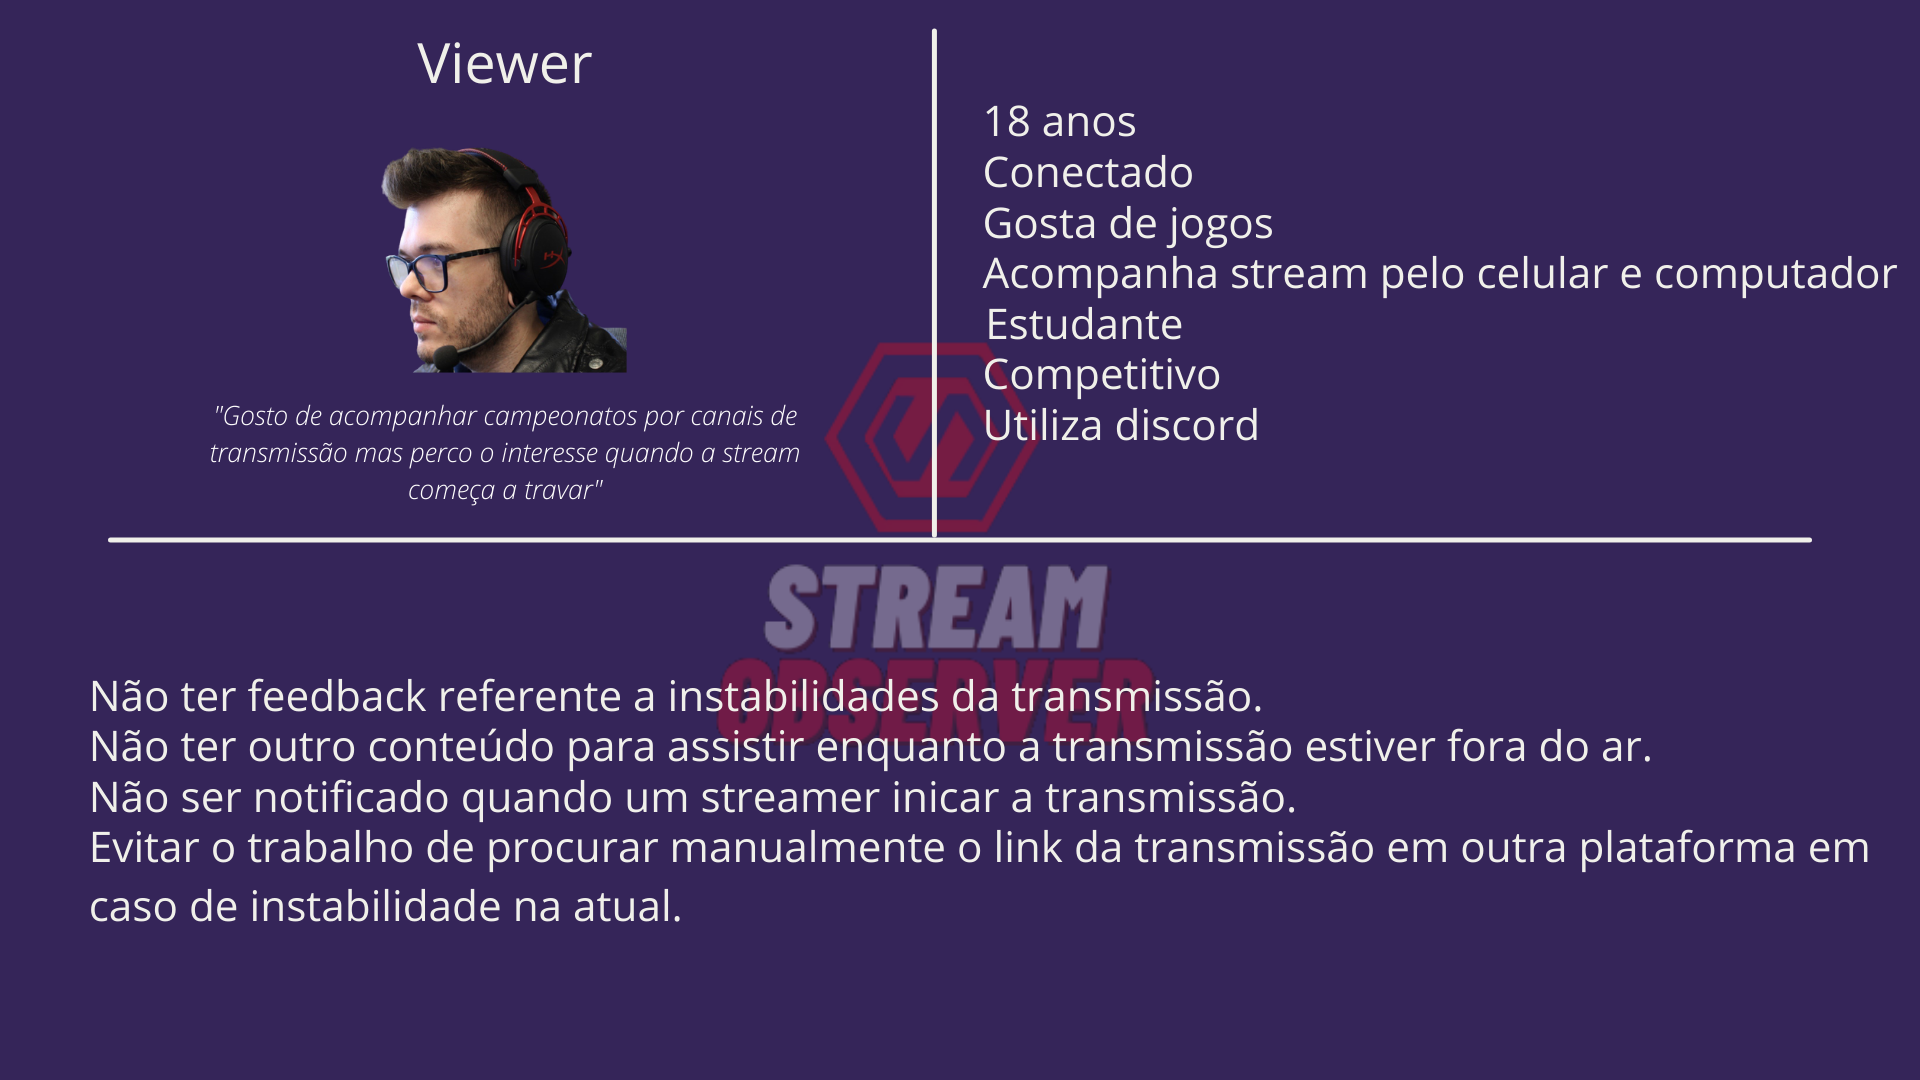 Viewer
"Gosto de acompanhar campeonatos por canais de
transmissão mas perco o interesse quando a stream
começa a travar"
18 anos
Conectado
Gosta de jogos
Acompanha stream pelo celular e computador
Estudante
Competitivo
Utiliza discord
STREAM
OBSERVER
Não ter feedback referente a instabilidades da transmissão.
Não ter outro conteúdo para assistir enquanto a transmissão estiver fora do ar.
Não ser notificado quando um streamer inicar a transmissão.
Evitar o trabalho de procurar manualmente o link da transmissão em outra plataforma em
caso de instabilidade na atual.